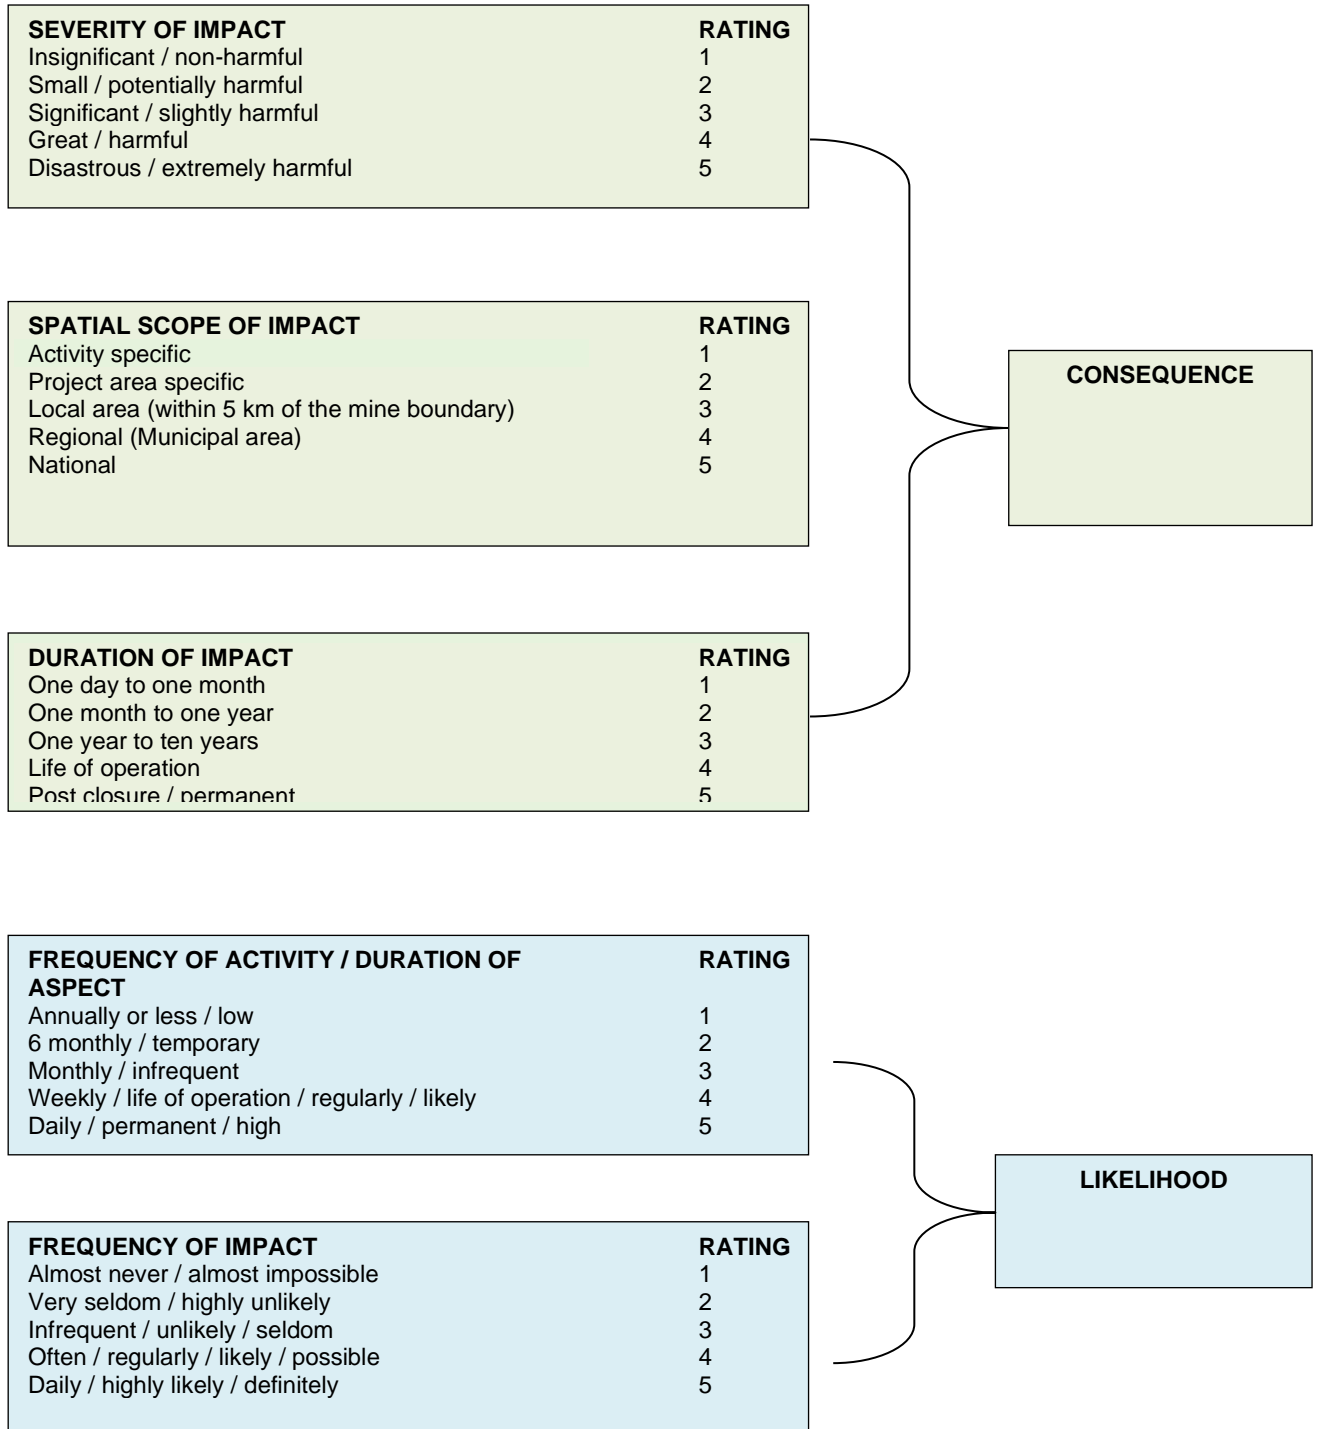 SEVERITY OF IMPACT RATING
Insignificant / non-harmful 1
Small / potentially harmful 2
Significant / slightly harmful 3
Great / harmful 4
Disastrous / extremely harmful 5
SPATIAL SCOPE OF IMPACT RATING
Activity specific 1
Project area specific 2
Local area (within 5 km of the mine boundary) 3
Regional (Municipal area) 4
National 5
CONSEQUENCE
DURATION OF IMPACT RATING
One day to one month 1
One month to one year 2
One year to ten years 3
Life of operation 4
Post closure / permanent 5
FREQUENCY OF ACTIVITY / DURATION OF RATING
ASPECT
Annually or less / low 1
6 monthly / temporary 2
Monthly / infrequent 3
Weekly / life of operation / regularly / likely 4
Daily / permanent / high 5
LIKELIHOOD
FREQUENCY OF IMPACT RATING
Almost never / almost impossible 1
Very seldom / highly unlikely 2
Infrequent / unlikely / seldom 3
Often / regularly / likely / possible 4
Daily / highly likely / definitely 5